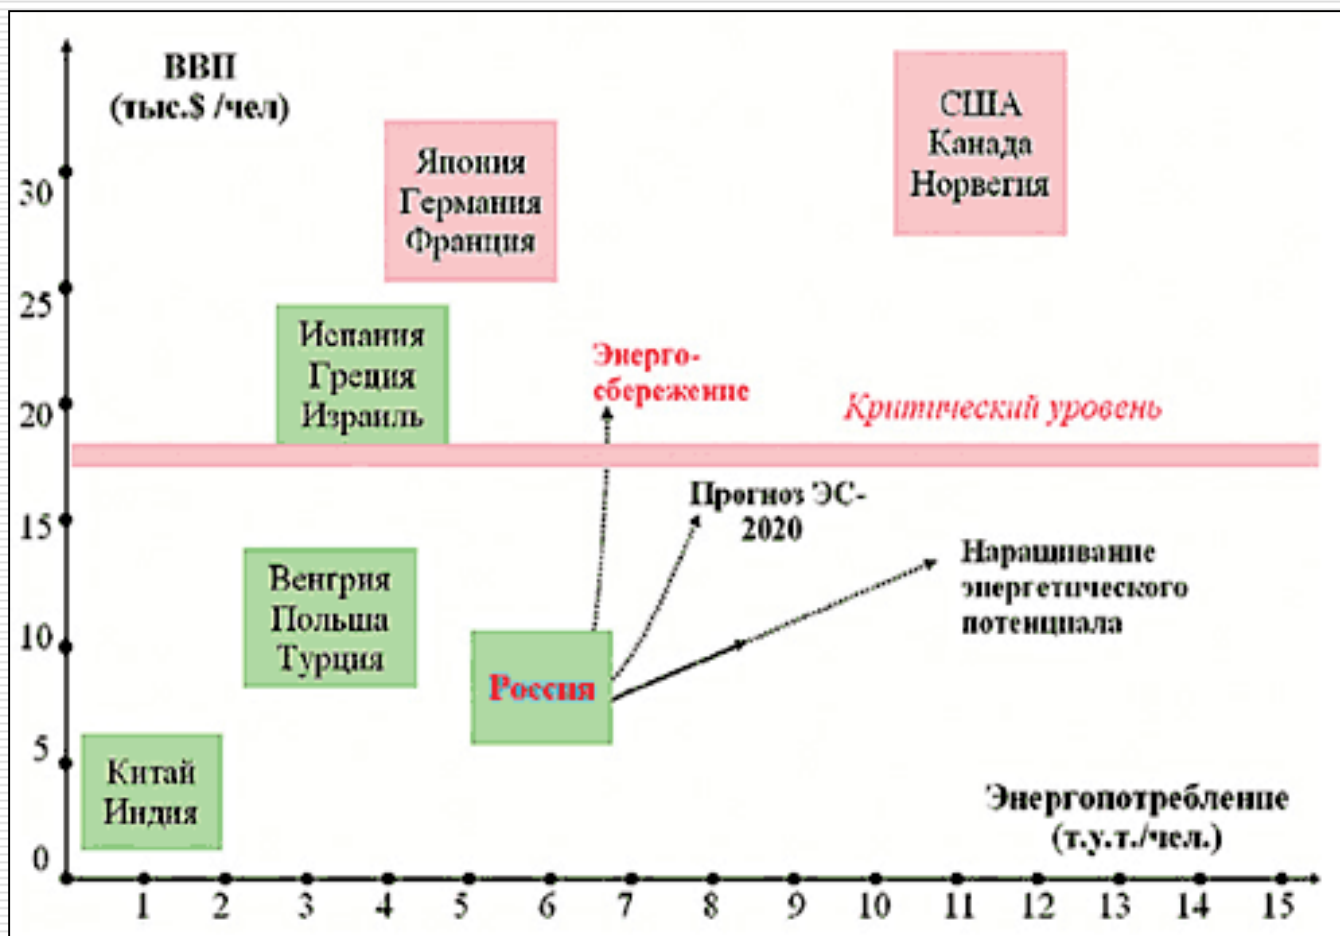 ВВП
(тыс.$ /чел)
США
Канада
Норвегия
Япония
Германия
Франция
30
25
Испания
Греция
Израиль
Энерго-
сбережение
20
Критический уровень
Прогноз ЭС-
2020
15
Наращивание
энергетического
потенциала
Венгрия
Польша
Турция
10
Россия
5
Китай
Индия
Энергопотребление
(т.у.т./чел.)
0
1 2 3 4 5 6 7 8 9 10 11 12 13 14 15